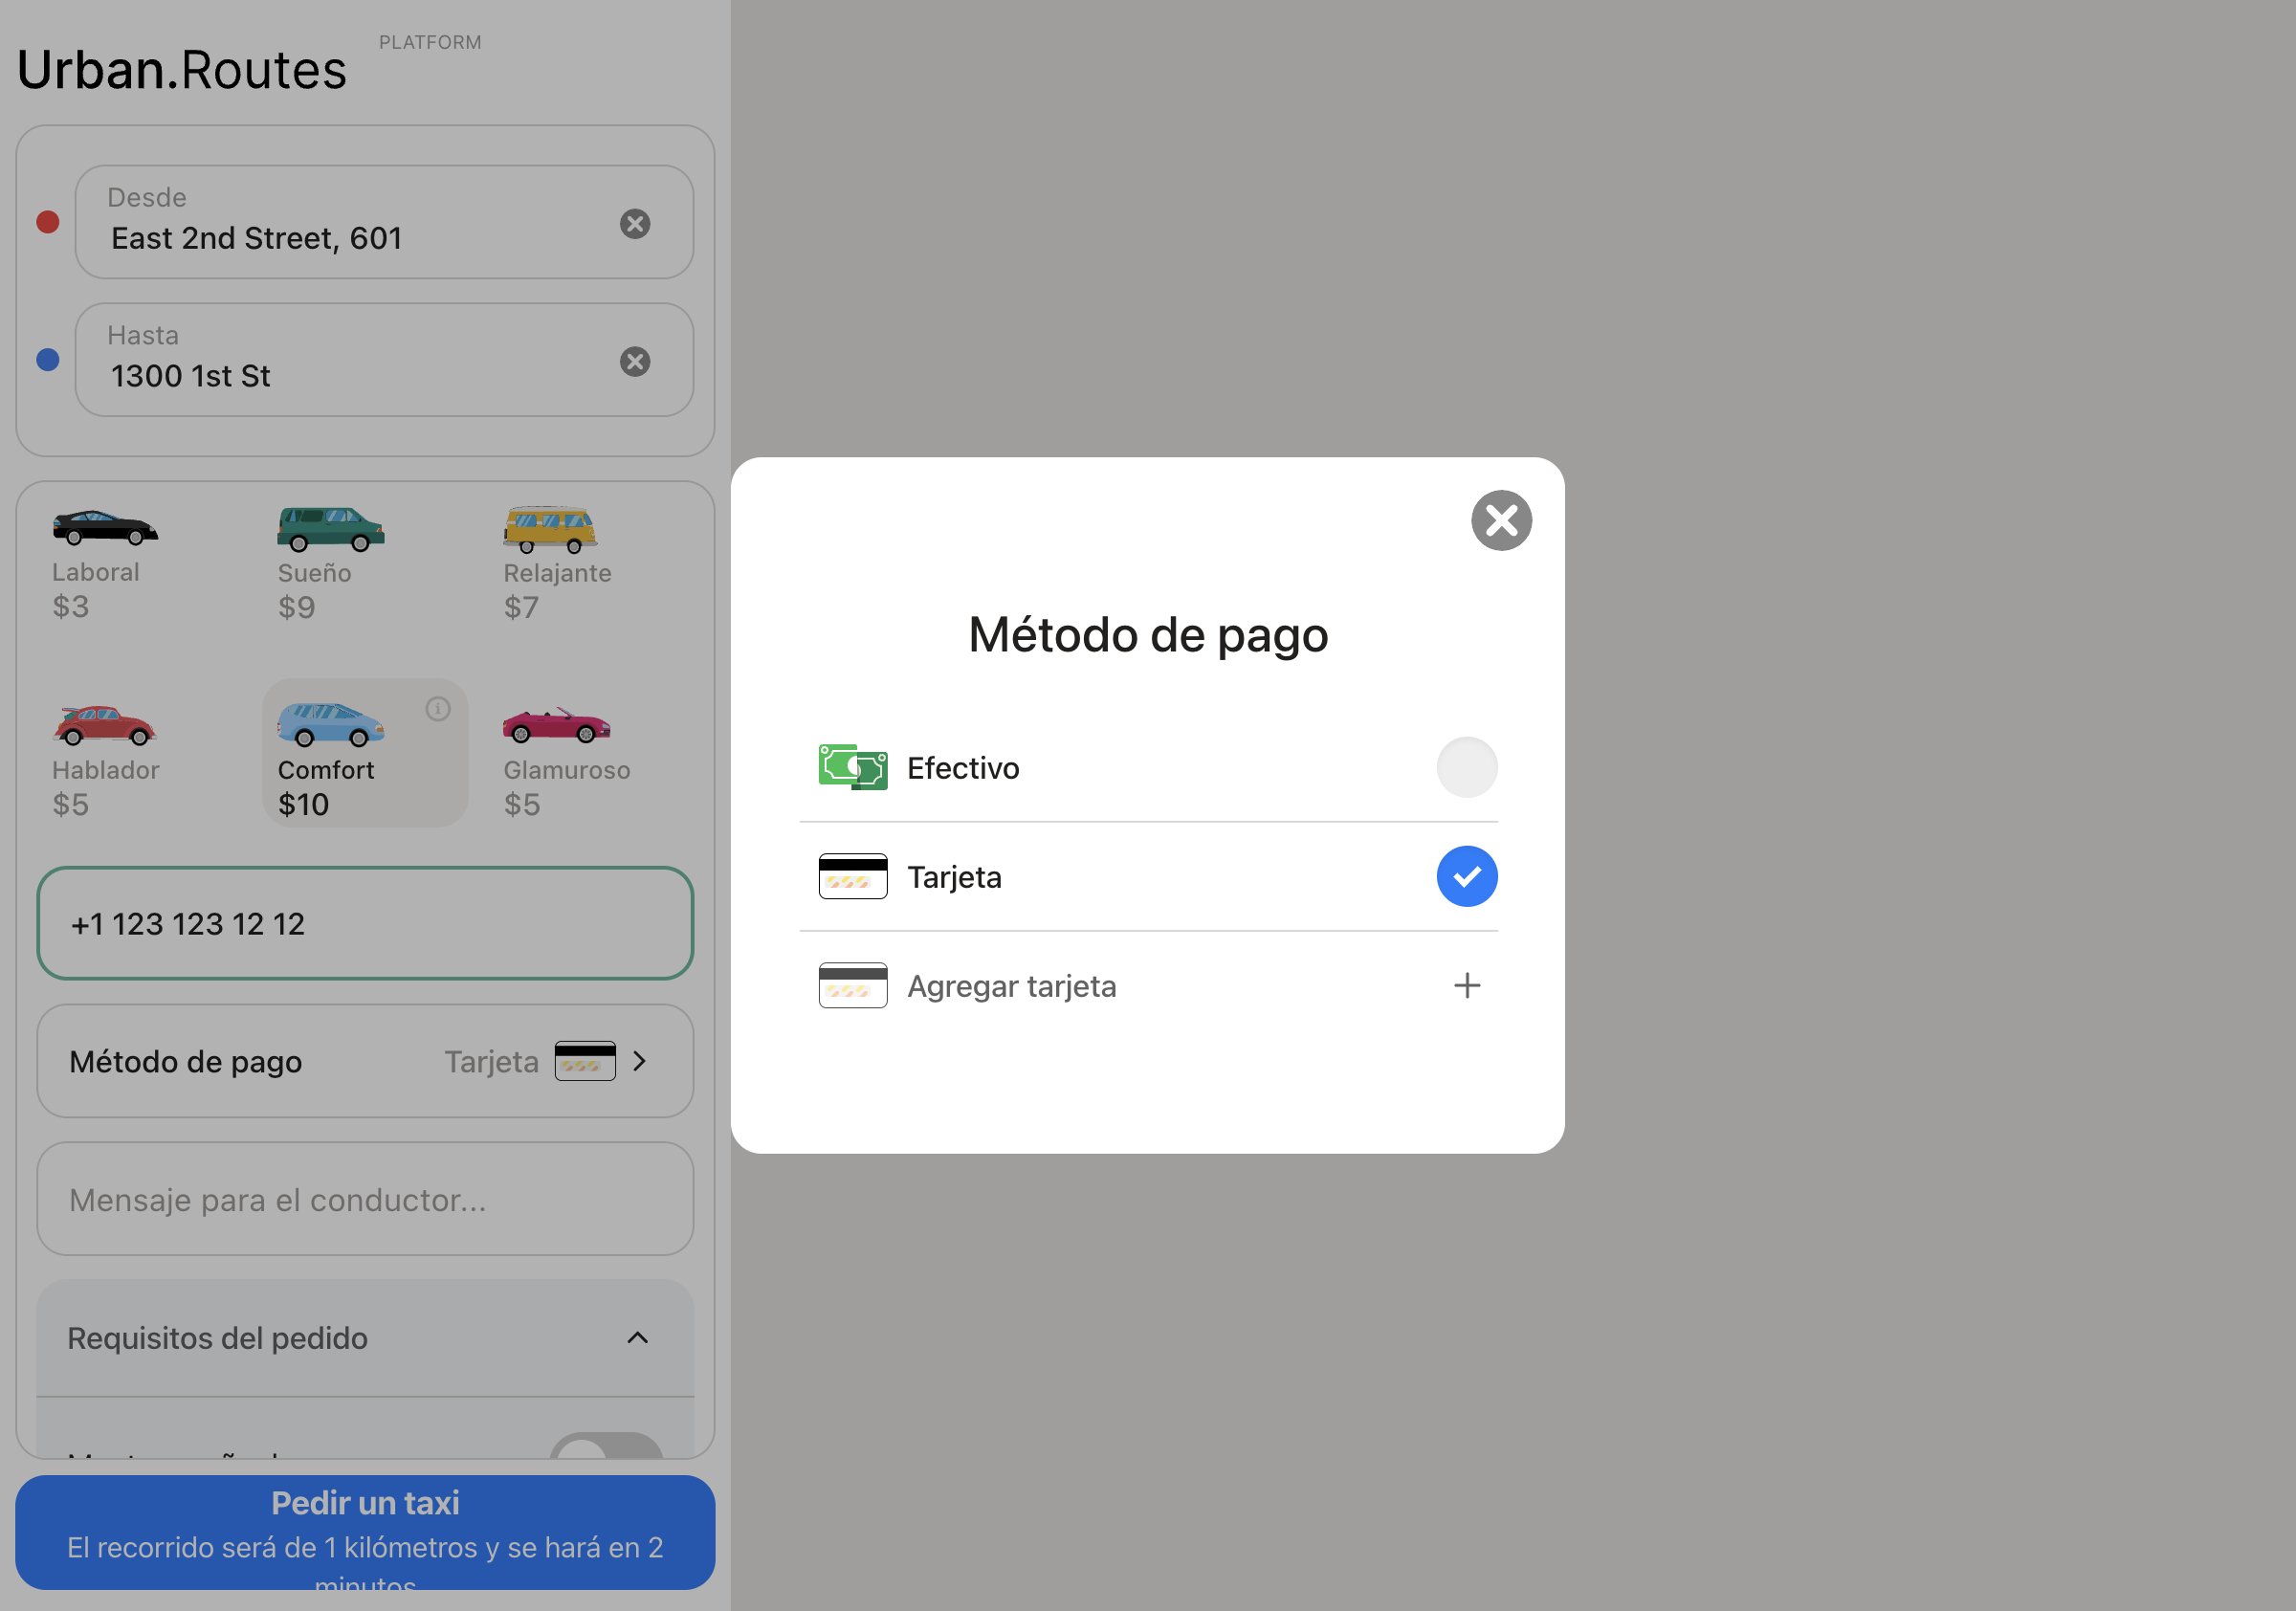 PLATFORM
Urban.Routes
Desde
East 2nd Street, 601
Hasta
1300 1st St
Laboral
$3
Sueño
$9
Relajante
$7
Hablador
$5
Comfort
$10
Glamuroso
$5
+1 123 123 12 12
Método de pago
Tarjeta
Mensaje para el conductor...
Requisitos del pedido
Pedir un taxi
El recorrido será de 1 kilómetros y se hará en 2
minutos
Método de pago
Efectivo
Tarjeta
Agregar tarjeta